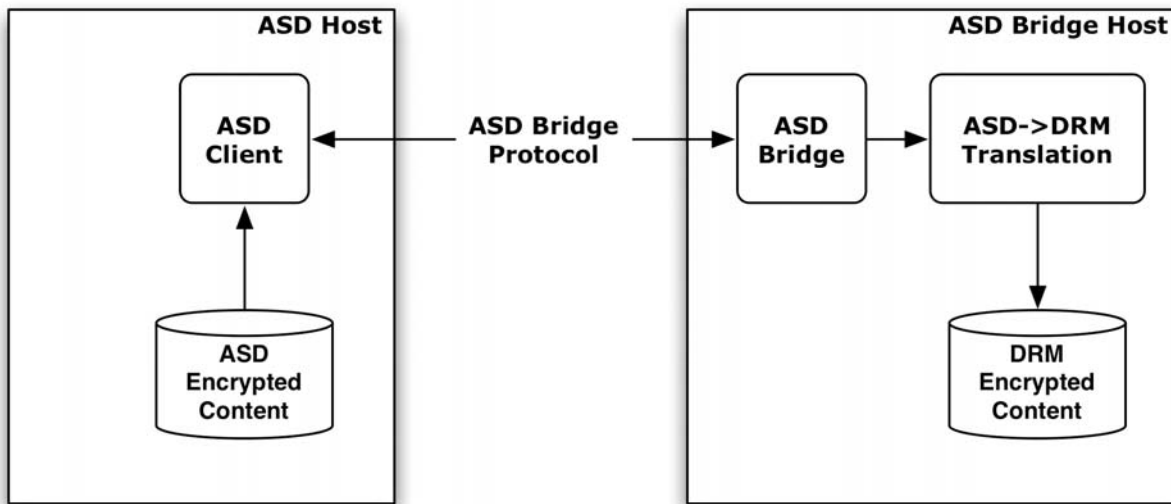 ASD Host
ASD
Client
ASD
Encrypted
Content
ASD Bridge
Protocol
ASD Bridge Host
ASD
Bridge
ASD->DRM
Translation
DRM
Encrypted
Content